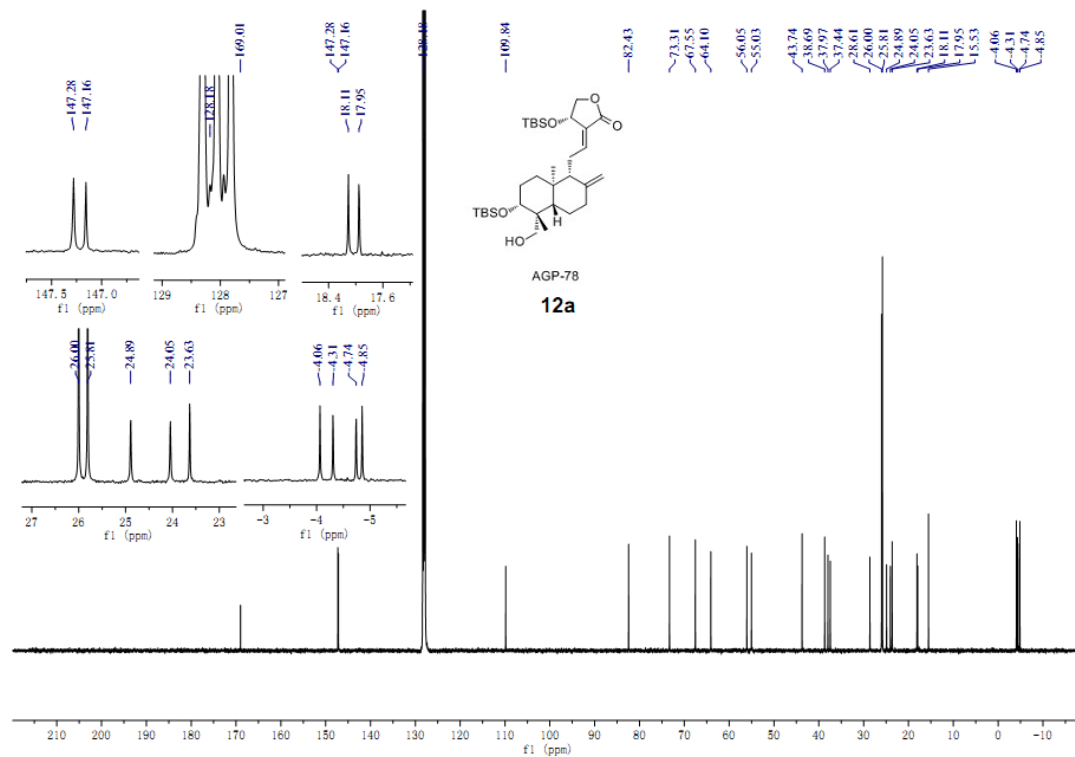 169.01
147.28
147.16
128.18
109.84
82.43
73.31
67.55
64.10
56.05
55.03
43.74
38.69
37.97
37.44
28.61
26.00
25.81
24.89
24.05
23.63
18.11
17.95
15.53
-4.06
-4.31
-4.74
-4.85
147.28
147.16
147.5 147.0
f1 (ppm)
128.18
129 128 127
f1 (ppm)
18.11
17.95
18.4 17.6
f1 (ppm)
TBSO
O
O
TBSO
H
HO
AGP-78
12a
26.00
25.81
24.89
24.05
23.63
27 26 25 24 23
f1 (ppm)
-4.06
-4.31
-4.74
-4.85
-3 -4 -5
f1 (ppm)
210 200 190 180 170 160 150 140 130 120 110 100 90 80 70 60 50 40 30 20 10 0 -10
f1 (ppm)